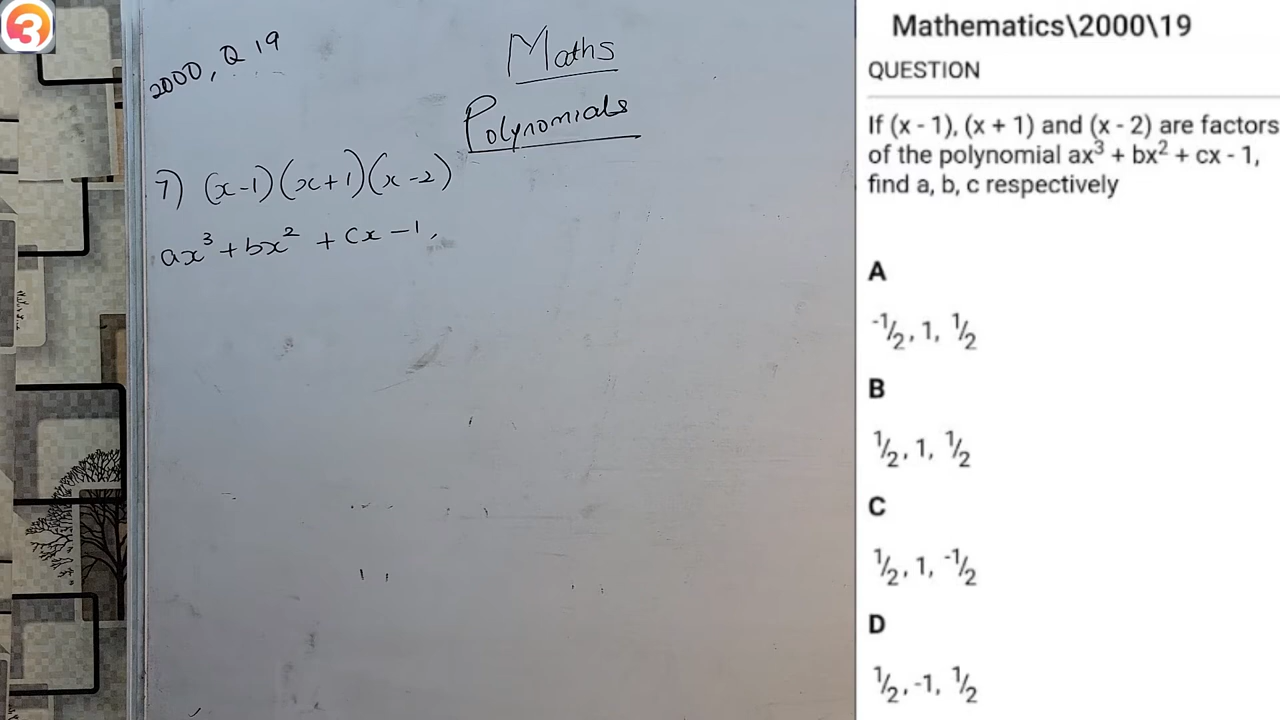 3
2000, Q 19
Maths
Polynomials
7) (x-1)(x+1)(x-2)
ax³ + bx² + cx - 1,
Mathematics\2000\19
QUESTION
If (x - 1), (x + 1) and (x - 2) are factors
of the polynomial ax³ + bx² + cx - 1,
find a, b, c respectively
A
-1/2, 1, 1/2
B
1/2, 1, 1/2
C
1/2, 1, -1/2
D
1/2, -1, 1/2